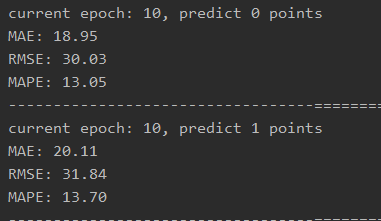 current epoch: 10, predict 0 points
MAE: 18.95
RMSE: 30.03
MAPE: 13.05
----------------------------------========
current epoch: 10, predict 1 points
MAE: 20.11
RMSE: 31.84
MAPE: 13.70
----------------------------------========